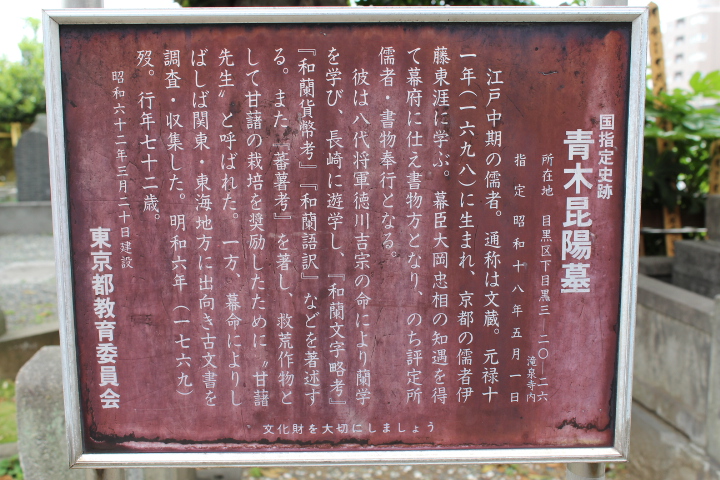 国指定史跡
青木昆陽墓
所在地 目黒区下目黒三―二〇―二六
滝泉寺内
指定 昭和十八年五月一日
江戸中期の儒者。通称は文蔵。元禄十
一年(一六九八)に生まれ、京都の儒者伊
藤東涯に学ぶ。幕臣大岡忠相の知遇を得
て幕府に仕え書物方となり、のち評定所
儒者・書物奉行となる。
彼は八代将軍徳川吉宗の命により蘭学
を学び、長崎に遊学し、『和蘭文字略考』
『和蘭貨幣考』『和蘭語訳』などを著述す
る。また『蕃薯考』を著し、救荒作物と
して甘藷の栽培を奨励したために〝甘藷
先生〟と呼ばれた。一方、幕命によりし
ばしば関東・東海地方に出向き古文書を
調査・収集した。明和六年(一七六九)
歿。行年七十二歳。
昭和六十二年三月二十日建設
東京都教育委員会
文化財を大切にしましょう